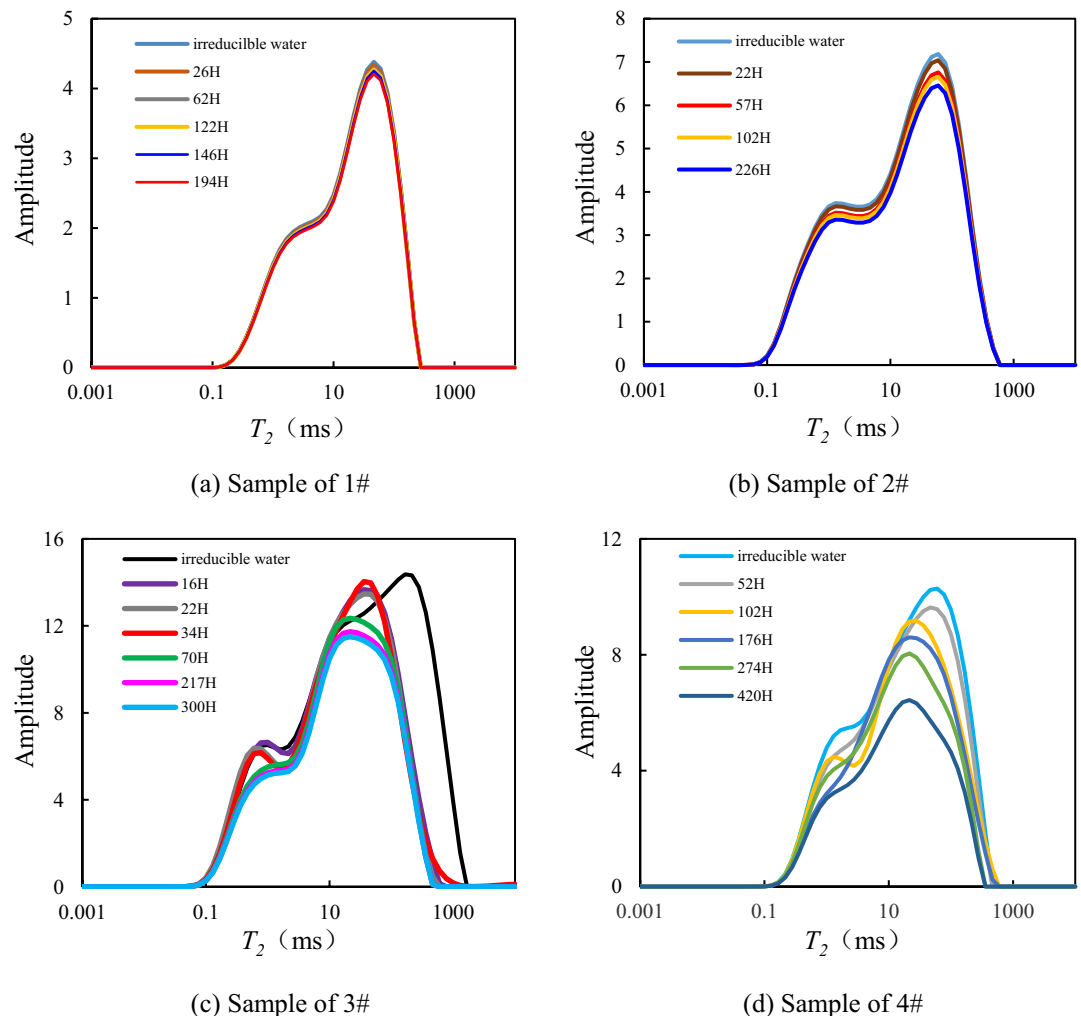 5
4
3
2
1
0
Amplitude
irreducilble water
26H
62H
122H
146H
194H
0.001 0.1 10 1000
T2（ms）
(a) Sample of 1#
8
7
6
5
4
3
2
1
0
Amplitude
irreducible water
22H
57H
102H
226H
0.001 0.1 10 1000
T2（ms）
(b) Sample of 2#
16
12
8
4
0
Amplitude
irreducible water
16H
22H
34H
70H
217H
300H
0.001 0.1 10 1000
T2（ms）
(c) Sample of 3#
12
8
4
0
Amplitude
irreducible water
52H
102H
176H
274H
420H
0.001 0.1 10 1000
T2（ms）
(d) Sample of 4#